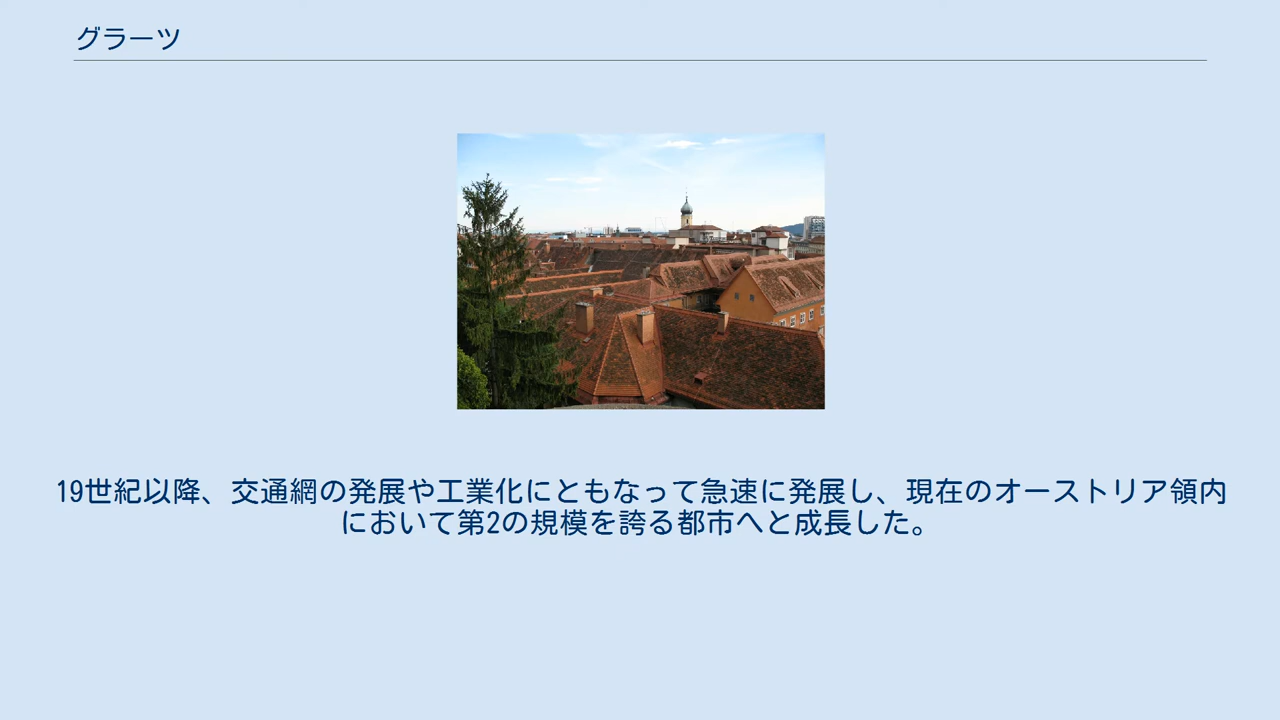 グラーツ
19世紀以降、交通網の発展や工業化にともなって急速に発展し、現在のオーストリア領内
において第2の規模を誇る都市へと成長した。